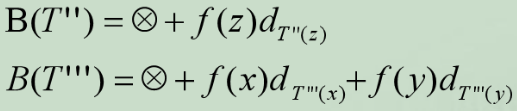 B(T'') = ⊗ + f(z)d_{T''(z)}
B(T''') = ⊗ + f(x)d_{T'''(x)}+f(y)d_{T'''(y)}